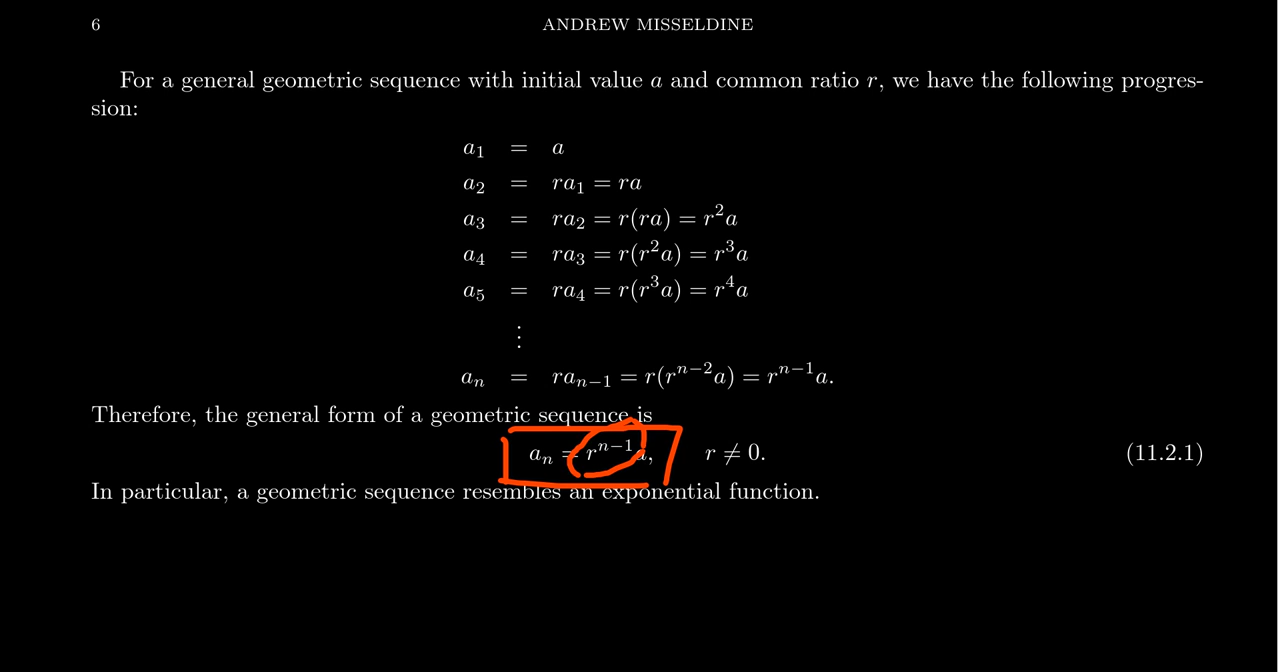 6 ANDREW MISSELDINE
For a general geometric sequence with initial value a and common ratio r, we have the following progres-
sion:
a₁ = a
a₂ = ra₁ = ra
a₃ = ra₂ = r(ra) = r²a
a₄ = ra₃ = r(r²a) = r³a
a₅ = ra₄ = r(r³a) = r⁴a
⋮
aₙ = raₙ₋₁ = r(rⁿ⁻²a) = rⁿ⁻¹a.
Therefore, the general form of a geometric sequence is
aₙ = rⁿ⁻¹a, r ≠ 0. (11.2.1)
In particular, a geometric sequence resembles an exponential function.